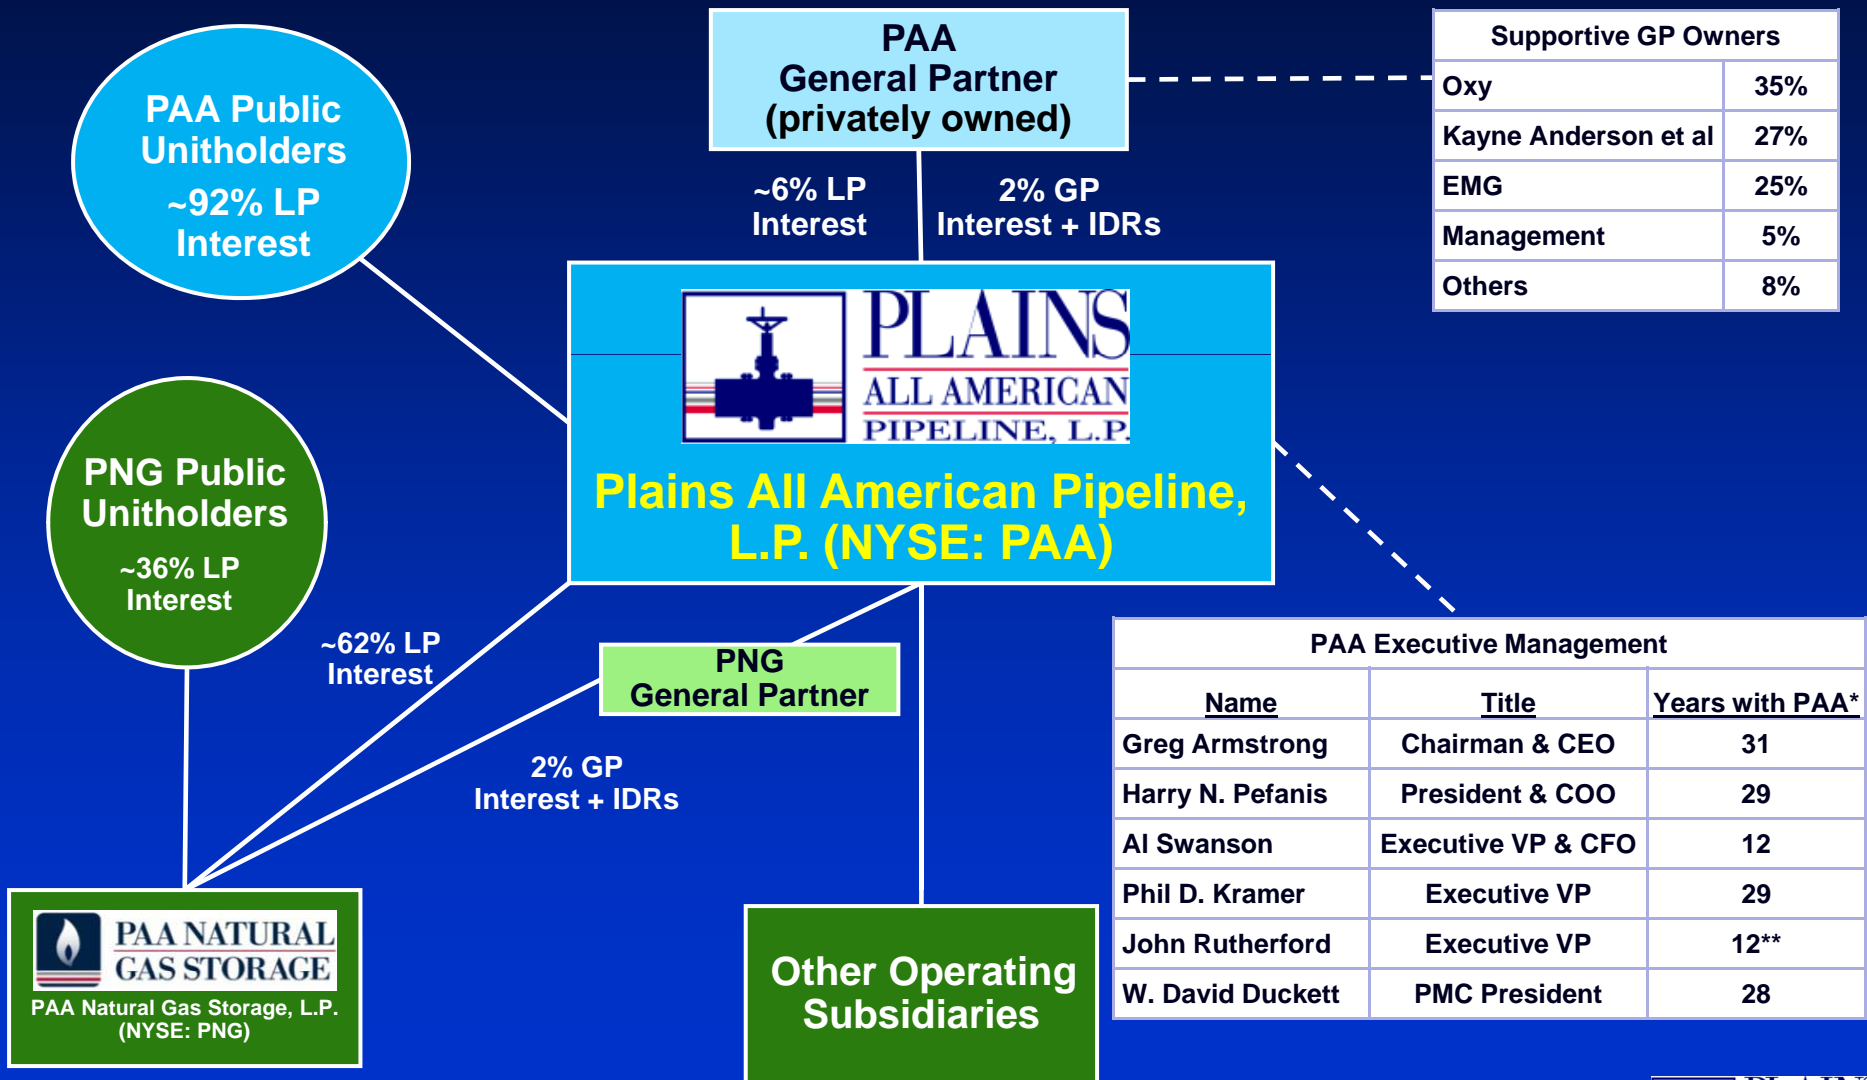 PAA
General Partner
(privately owned)
Supportive GP Owners
Oxy 35%
Kayne Anderson et al 27%
EMG 25%
Management 5%
Others 8%
PAA Public
Unitholders
~92% LP
Interest
~6% LP
Interest
2% GP
Interest + IDRs
PLAINS
ALL AMERICAN
PIPELINE, L.P.
Plains All American Pipeline,
L.P. (NYSE: PAA)
PNG Public
Unitholders
~36% LP
Interest
~62% LP
Interest
PNG
General Partner
2% GP
Interest + IDRs
PAA Executive Management
Name Title Years with PAA*
Greg Armstrong Chairman & CEO 31
Harry N. Pefanis President & COO 29
Al Swanson Executive VP & CFO 12
Phil D. Kramer Executive VP 29
John Rutherford Executive VP 12**
W. David Duckett PMC President 28
PAA NATURAL
GAS STORAGE
PAA Natural Gas Storage, L.P.
(NYSE: PNG)
Other Operating
Subsidiaries